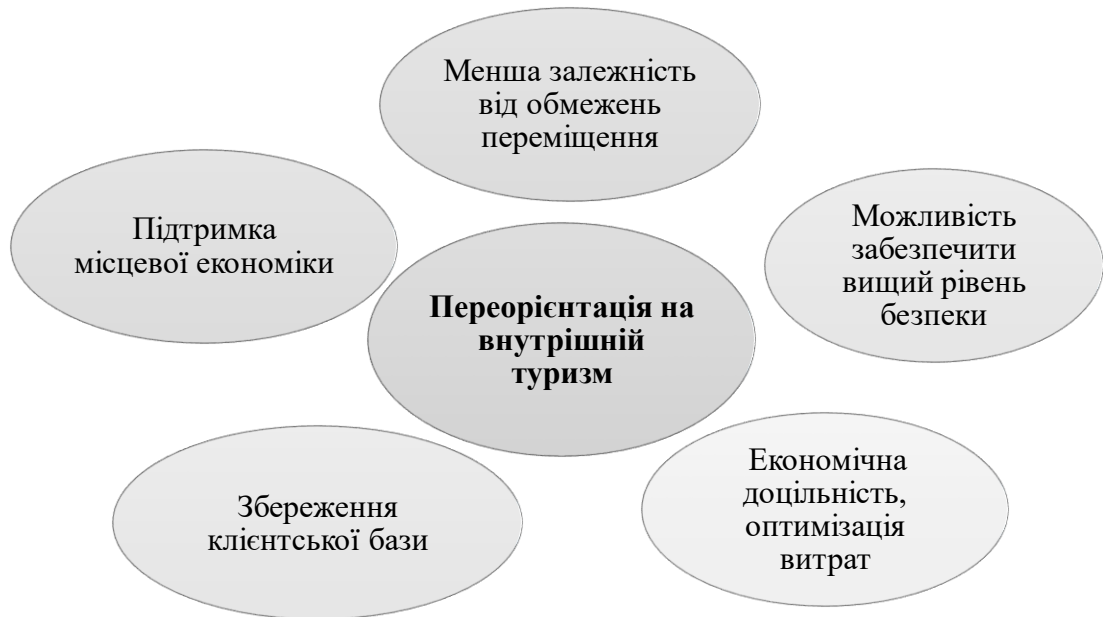 Менша залежність
від обмежень
переміщення
Підтримка
місцевої економіки
Можливість
забезпечити
вищий рівень
безпеки
Переорієнтація на
внутрішній
туризм
Збереження
клієнтської бази
Економічна
доцільність,
оптимізація
витрат